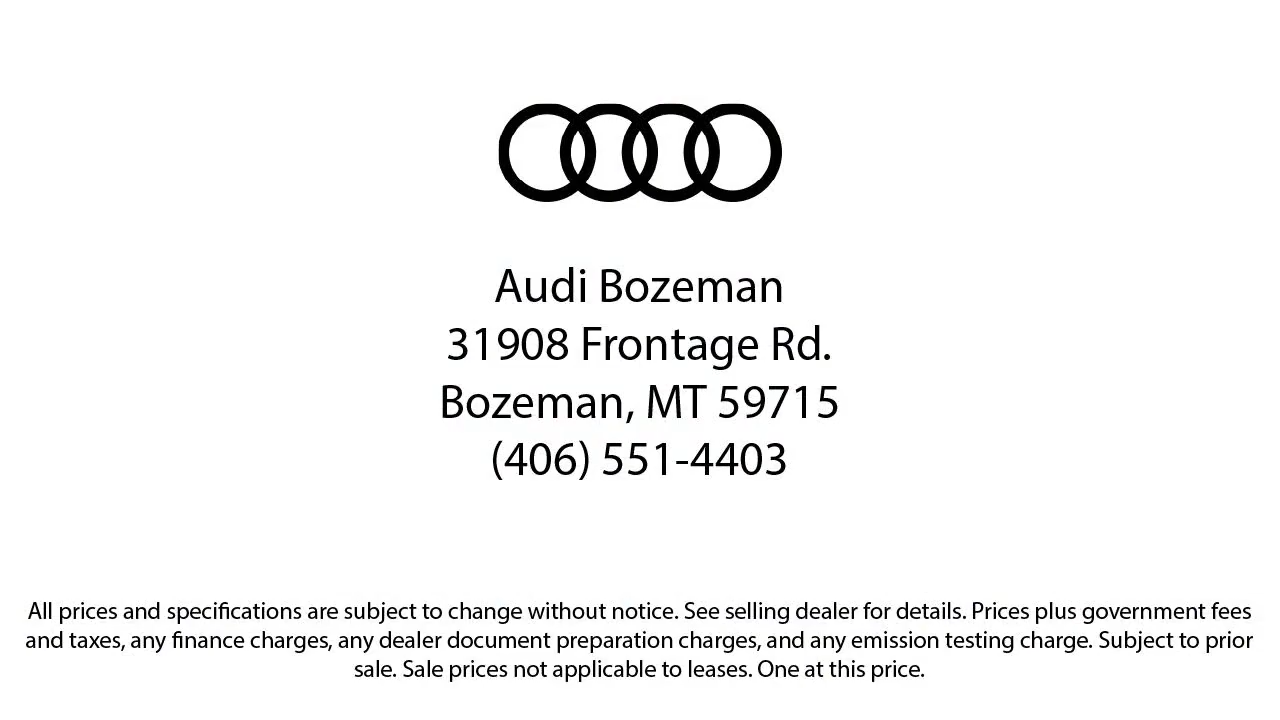 Audi Bozeman
31908 Frontage Rd.
Bozeman, MT 59715
(406) 551-4403
All prices and specifications are subject to change without notice. See selling dealer for details. Prices plus government fees
and taxes, any finance charges, any dealer document preparation charges, and any emission testing charge. Subject to prior
sale. Sale prices not applicable to leases. One at this price.